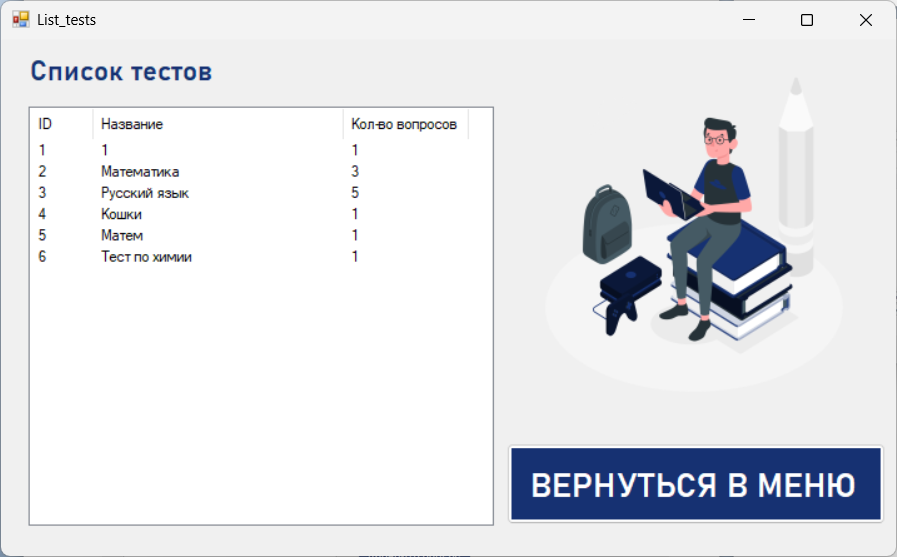 List_tests
Список тестов
ID Название Кол-во вопросов
1 1 1
2 Математика 3
3 Русский язык 5
4 Кошки 1
5 Матем 1
6 Тест по химии 1
ВЕРНУТЬСЯ В МЕНЮ